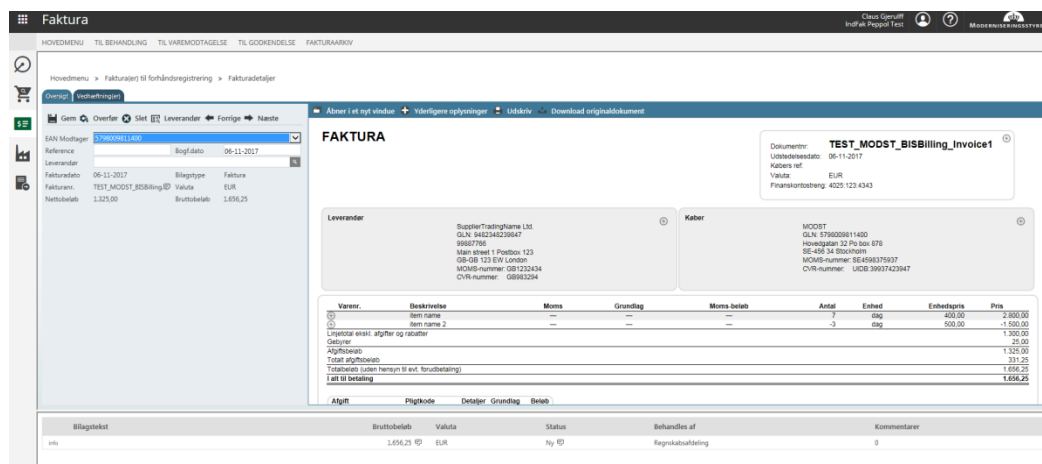 Faktura
Claus Gjerulff
IndFak Peppol Test
MODERNISERINGSSTYR
HOVEDMENU TIL BEHANDLING TIL VAREMODTAGELSE TIL GODKENDELSE FAKTURAARKIV
Hovedmenu » Faktura(er) til forhåndsregistrering » Fakturadetaljer
Oversigt Vedhæftning(er)
Åbner i et nyt vindue Yderligere oplysninger Udskriv Download originaldokument
Gem Overfør Slet Leverandør Forrige Næste
EAN Modtager 5798009811400
Reference Bogf.dato 06-11-2017
Leverandør
Fakturadato 06-11-2017 Bilagstype Faktura
Fakturanr. TEST_MODST_BISBilling Valuta EUR
Nettobeløb 1.325,00 Bruttobeløb 1.656,25
FAKTURA
Dokumentnr: TEST_MODST_BISBilling_Invoice1
Udstedelsesdato: 06-11-2017
Købers ref:
Valuta: EUR
Finanskontostreng: 4025:123:4343
Leverandør
SupplierTradingName Ltd.
GLN: 9482348239847
99887766
Main street 1 Postbox 123
GB-GB 123 EW London
MOMS-nummer: GB1232434
CVR-nummer: GB983294
Køber
MODST
GLN: 5798009811400
Hovedgatan 32 Po box 878
SE-456 34 Stockholm
MOMS-nummer: SE4598375937
CVR-nummer: UIDB:39937423947
Varenr. Beskrivelse Moms Grundlag Moms-beløb Antal Enhed Enhedspris Pris
item name — — — 7 dag 400,00 2.800,00
item name 2 — — — -3 dag 500,00 -1.500,00
Linjetotal ekskl. afgifter og rabatter 1.300,00
Gebyrer 25,00
Afgiftsbeløb 1.325,00
Totalt afgiftsbeløb 331,25
Totalbeløb (uden hensyn til evt. forudbetaling) 1.656,25
I alt til betaling 1.656,25
Afgift Pligtkode Detaljer Grundlag Beløb
Bilagstekst Bruttobeløb Valuta Status Behandles af Kommentarer
info 1.656,25 EUR Ny Regnskabsafdeling 0